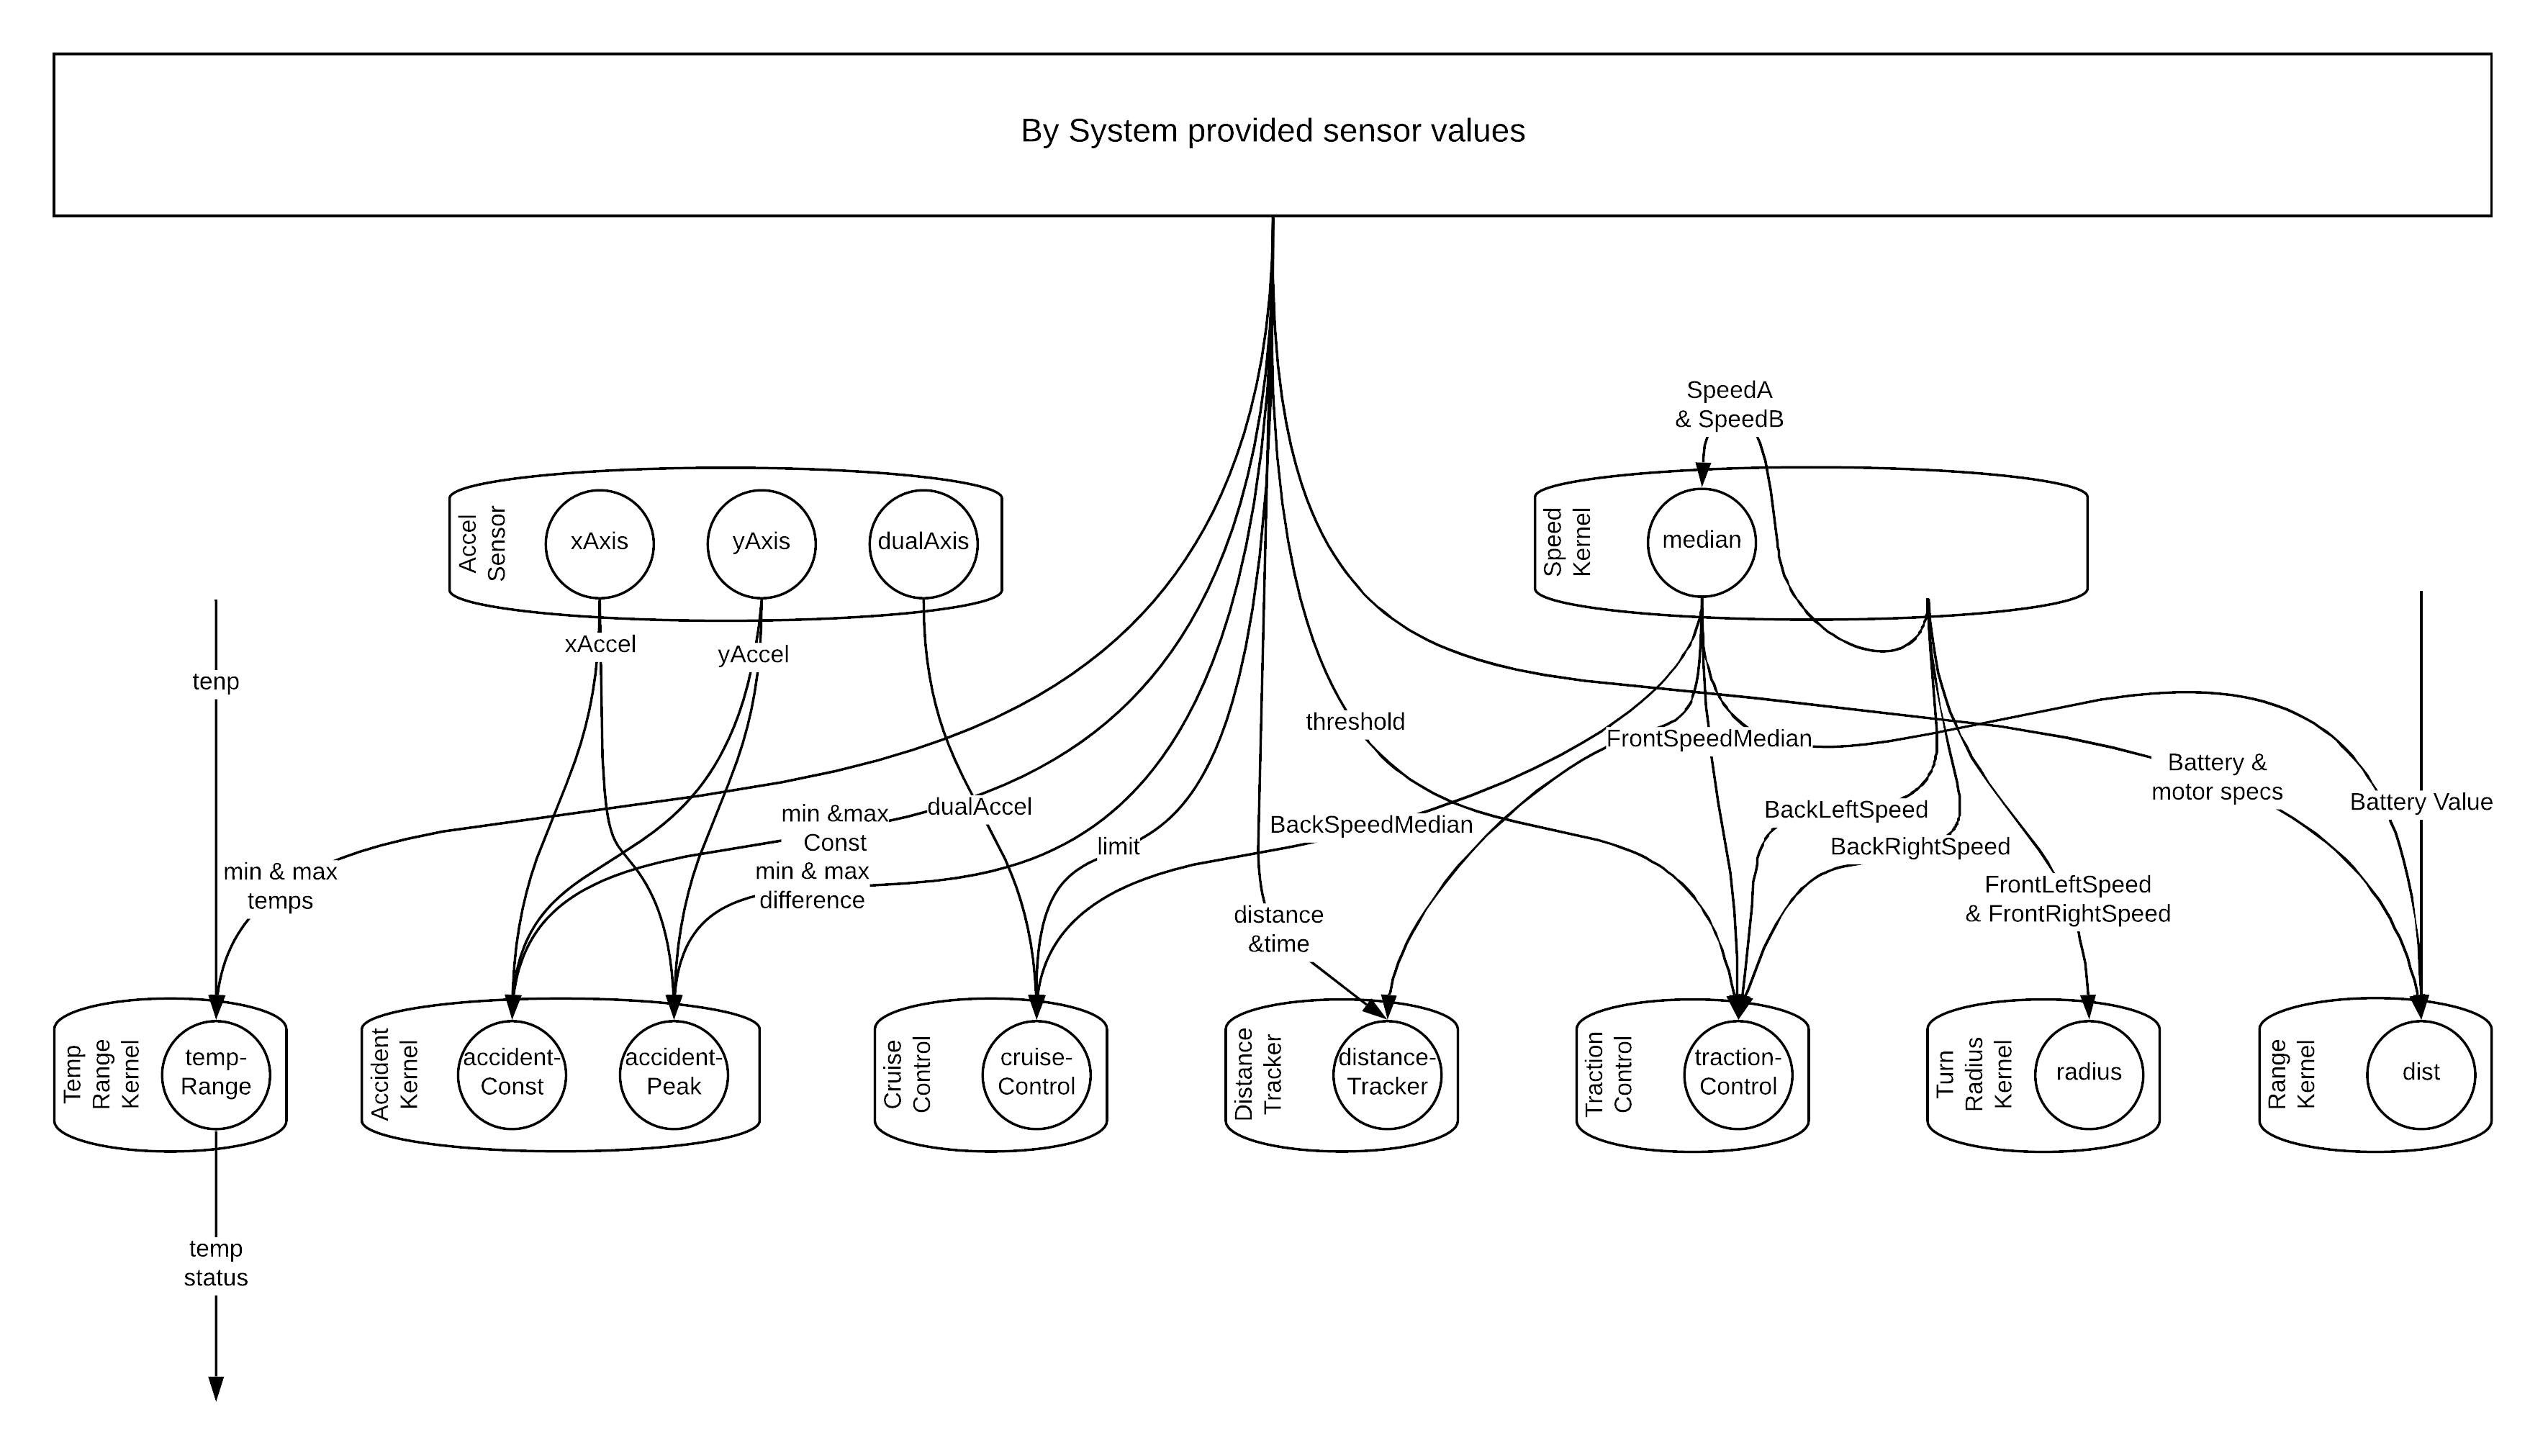 By System provided sensor values
SpeedA
& SpeedB
Accel
Sensor
xAxis
yAxis
dualAxis
Speed
Kernel
median
xAccel
yAccel
tenp
threshold
FrontSpeedMedian
Battery &
motor specs
Battery Value
min &max
Const
dualAccel
BackLeftSpeed
BackSpeedMedian
limit
BackRightSpeed
min & max
temps
min & max
difference
FrontLeftSpeed
& FrontRightSpeed
distance
&time
Temp
Range
Kernel
temp-
Range
Accident
Kernel
accident-
Const
accident-
Peak
Cruise
Control
cruise-
Control
Distance
Tracker
distance-
Tracker
Traction
Control
traction-
Control
Turn
Radius
Kernel
radius
Range
Kernel
dist
temp
status